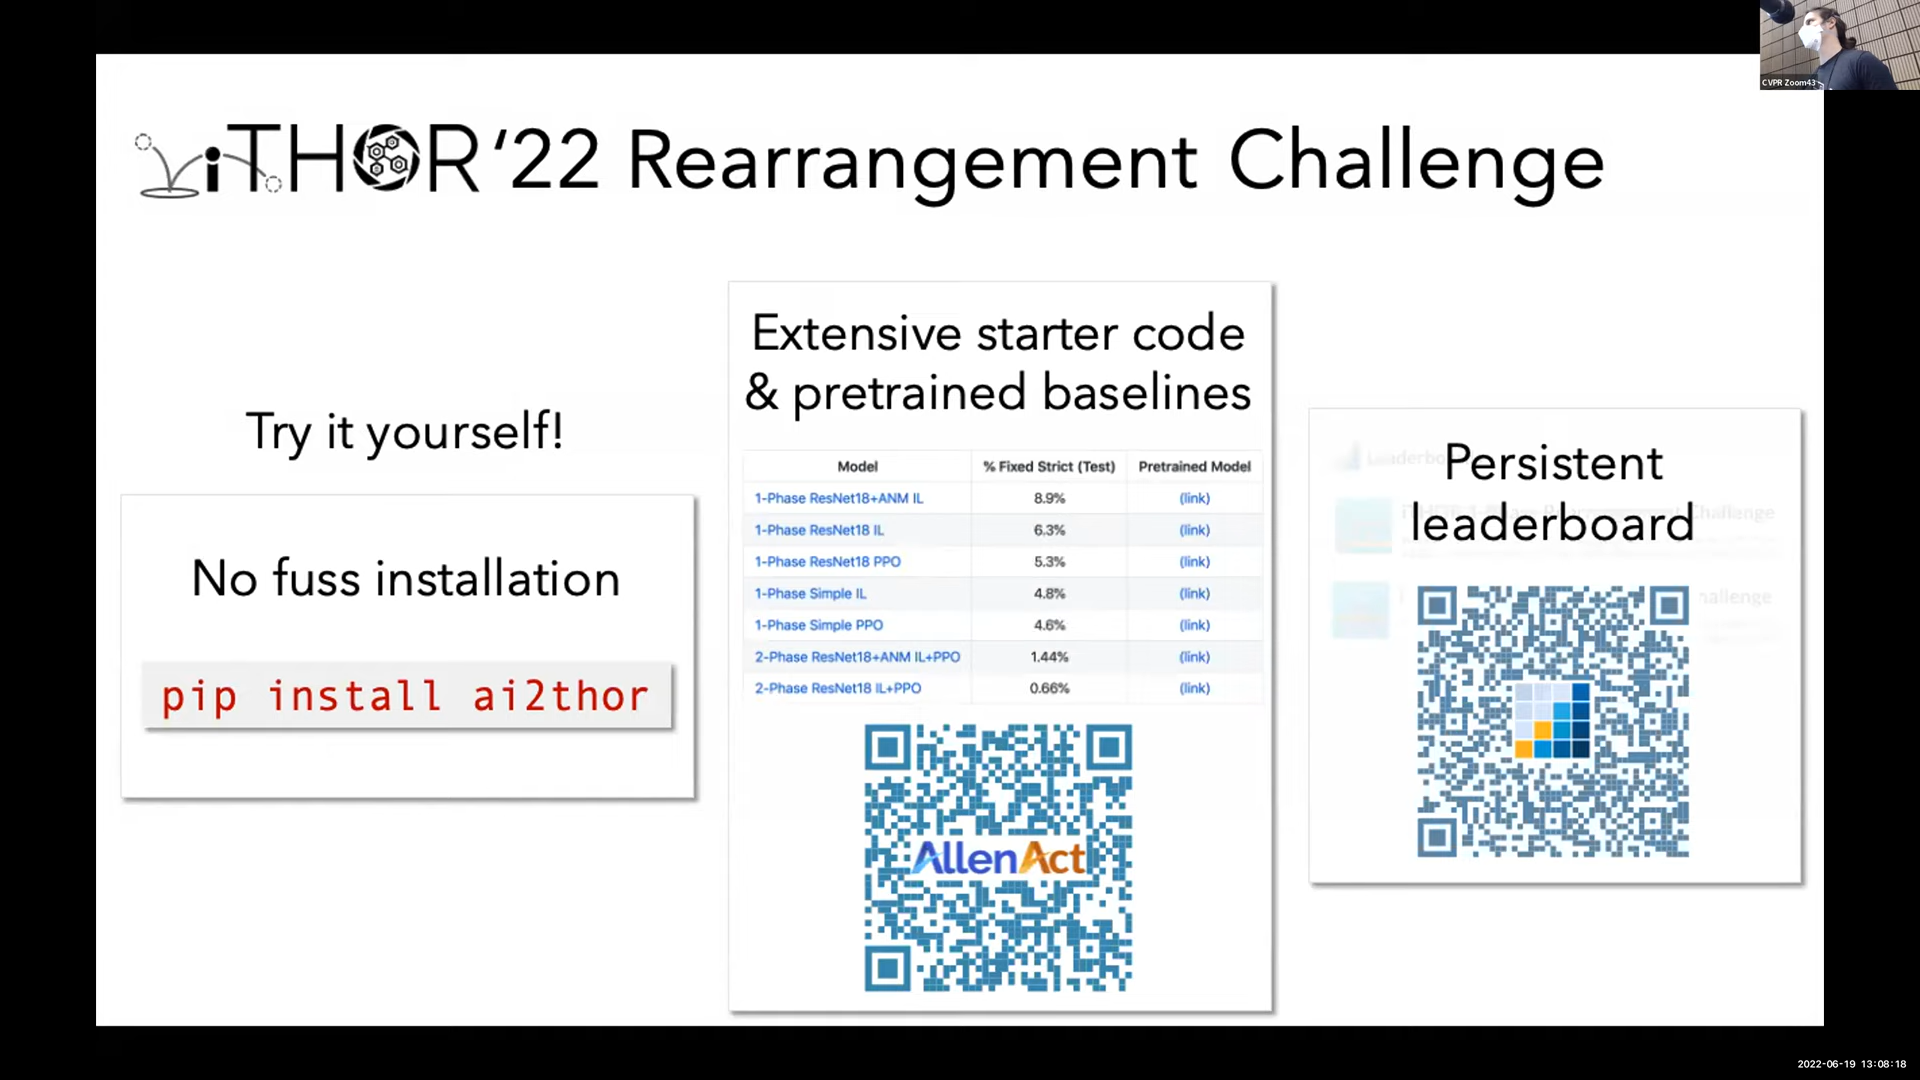 CVPR Zoom43
iTHOR '22 Rearrangement Challenge
Try it yourself!
No fuss installation
pip install ai2thor
Extensive starter code
& pretrained baselines
Model % Fixed Strict (Test) Pretrained Model
1-Phase ResNet18+ANM IL 8.9% (link)
1-Phase ResNet18 IL 6.3% (link)
1-Phase ResNet18 PPO 5.3% (link)
1-Phase Simple IL 4.8% (link)
1-Phase Simple PPO 4.6% (link)
2-Phase ResNet18+ANM IL+PPO 1.44% (link)
2-Phase ResNet18 IL+PPO 0.66% (link)
AllenAct
Persistent
leaderboard
Challenge
2022-06-19 13:08:18